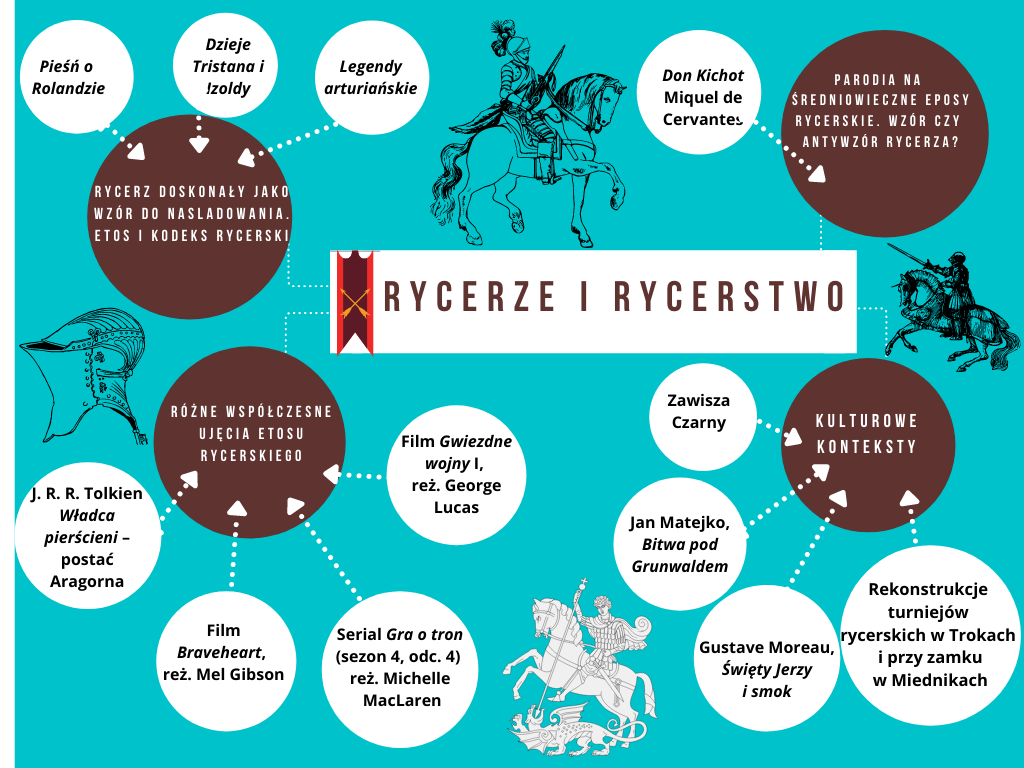 Pieśń o
Rolandzie
Dzieje
Tristana i
!zoldy
Legendy
arturiańskie
RYCERZ DOSKONAŁY JAKO
WZÓR DO NASLADOWANIA.
ETOS I KODEKS RYCERSKI
Don Kichot
Miquel de
Cervantes
PARODIA NA
ŚREDNIOWIECZNE EPOSY
RYCERSKIE. WZÓR CZY
ANTYWZÓR RYCERZA?
RYCERZE I RYCERSTWO
RÓŻNE WSPÓŁCZESNE
UJĘCIA ETOSU
RYCERSKIEGO
J. R. R. Tolkien
Władca
pierścieni –
postać
Aragorna
Film
Braveheart,
reż. Mel Gibson
Serial Gra o tron
(sezon 4, odc. 4)
reż. Michelle
MacLaren
Film Gwiezdne
wojny I,
reż. George
Lucas
KULTUROWE
KONTEKSTY
Zawisza
Czarny
Jan Matejko,
Bitwa pod
Grunwaldem
Gustave Moreau,
Święty Jerzy
i smok
Rekonstrukcje
turniejów
rycerskich w Trokach
i przy zamku
w Miednikach